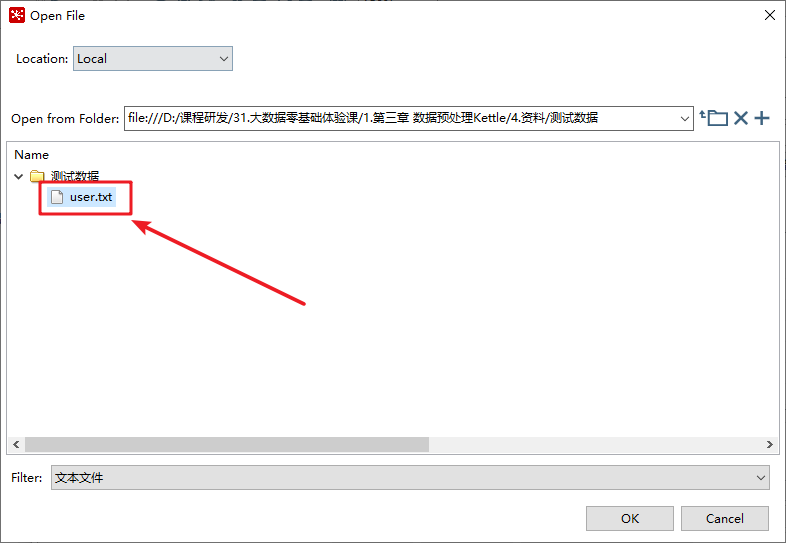 Open File
Location: Local
Open from Folder: file:///D:/课程研发/31.大数据零基础体验课/1.第三章 数据预处理Kettle/4.资料/测试数据
Name
测试数据
user.txt
Filter: 文本文件
OK Cancel